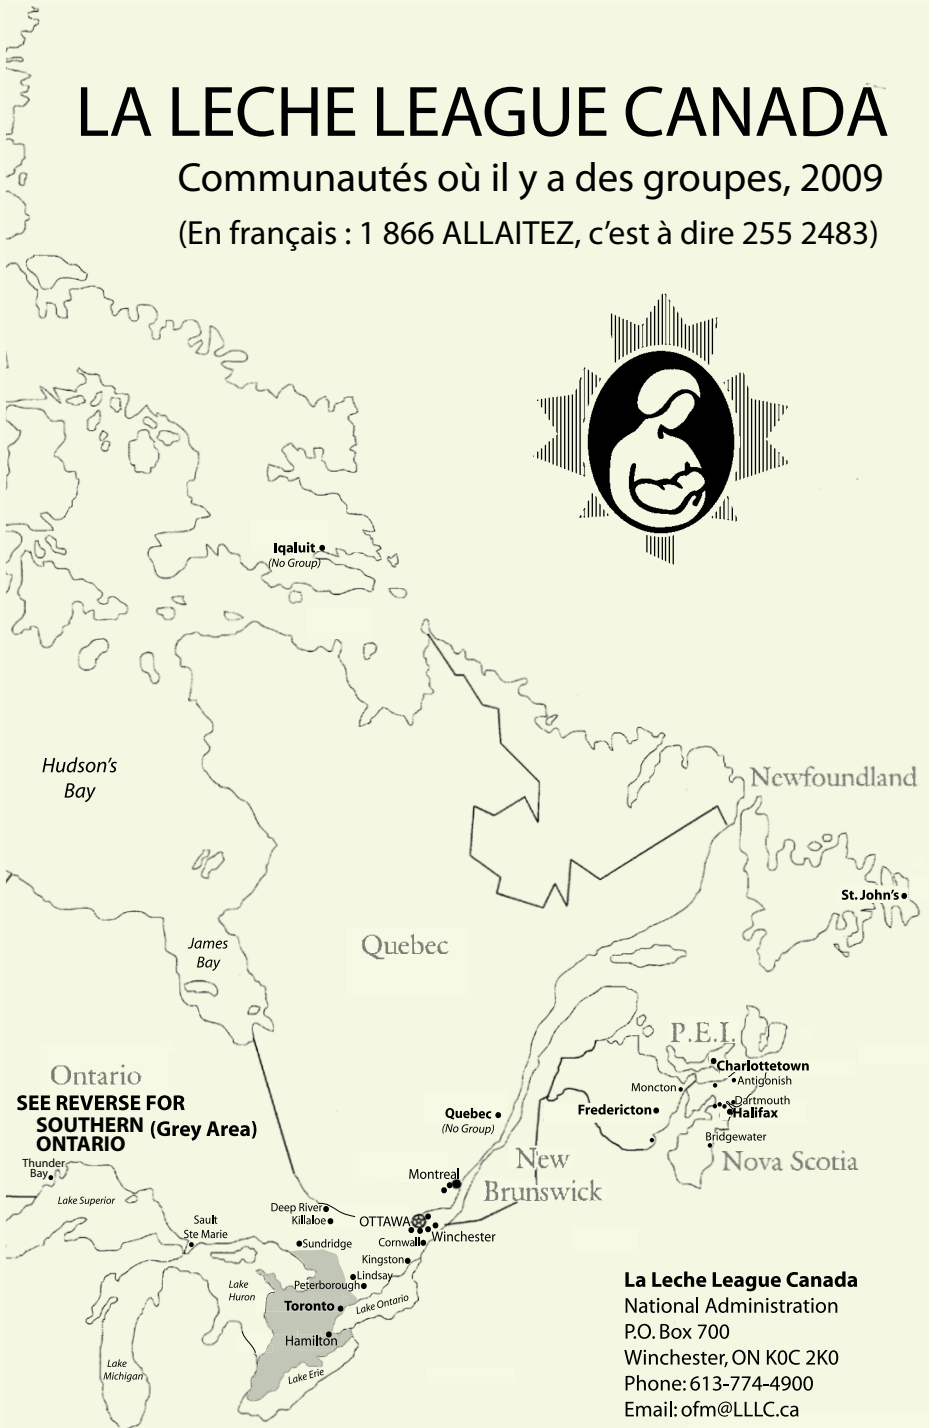 LA LECHE LEAGUE CANADA
Communautés où il y a des groupes, 2009
(En français : 1 866 ALLAITEZ, c'est à dire 255 2483)
Iqaluit
(No Group)
Hudson's
Bay
Newfoundland
St. John's
James
Bay
Quebec
P.E.I.
Charlottetown
Antigonish
Moncton
Dartmouth
Fredericton
Halifax
Bridgewater
Nova Scotia
Ontario
SEE REVERSE FOR
SOUTHERN (Grey Area)
ONTARIO
Quebec
(No Group)
New
Brunswick
Thunder
Bay
Lake Superior
Montreal
Deep River
Killaloe
OTTAWA
Sault
Ste Marie
Winchester
Sundridge
Cornwall
Kingston
Lindsay
Peterborough
Lake
Huron
Toronto
Lake Ontario
Hamilton
Lake
Michigan
Lake Erie
La Leche League Canada
National Administration
P.O. Box 700
Winchester, ON K0C 2K0
Phone: 613-774-4900
Email: ofm@LLLC.ca